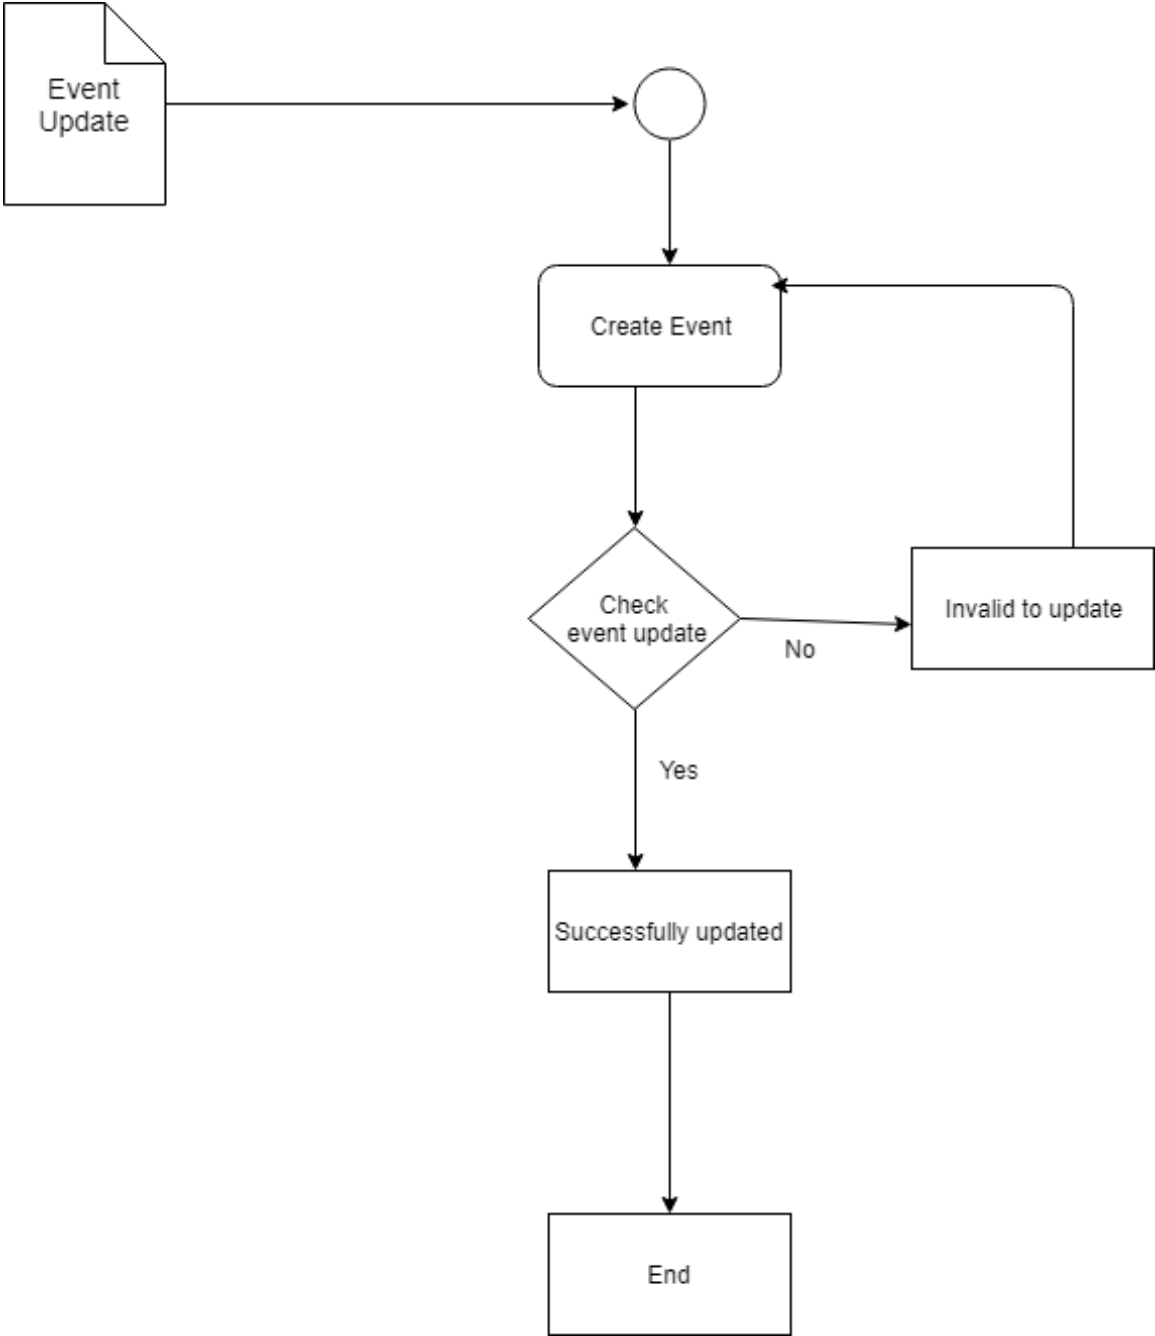 Event
Update
Create Event
Check
event update
No
Invalid to update
Yes
Successfully updated
End